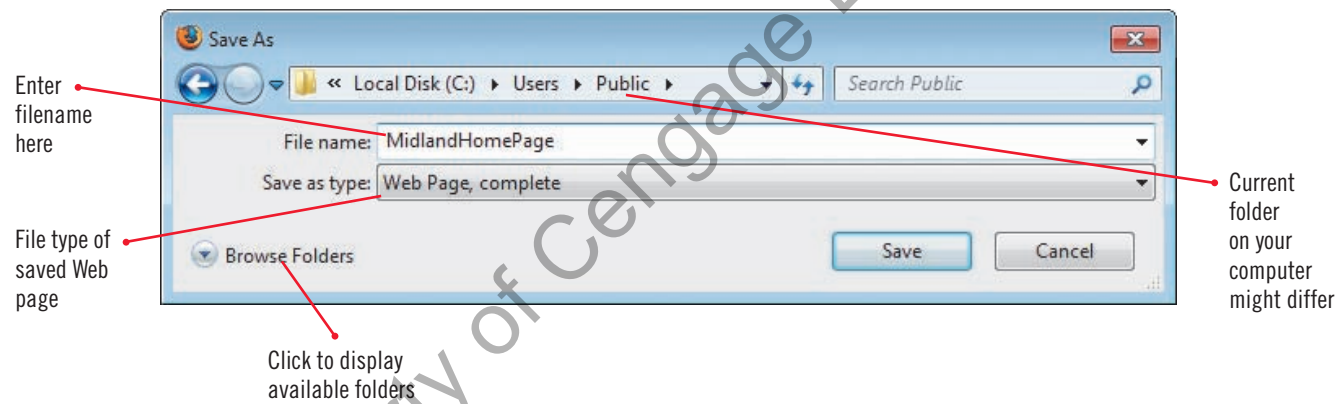 Save As
Enter
filename
here
« Local Disk (C:) ▸ Users ▸ Public ▸
Search Public
File name: MidlandHomePage
Save as type: Web Page, complete
File type of
saved Web
page
Browse Folders
Save
Cancel
Current
folder
on your
computer
might differ
Click to display
available folders
of Cengage